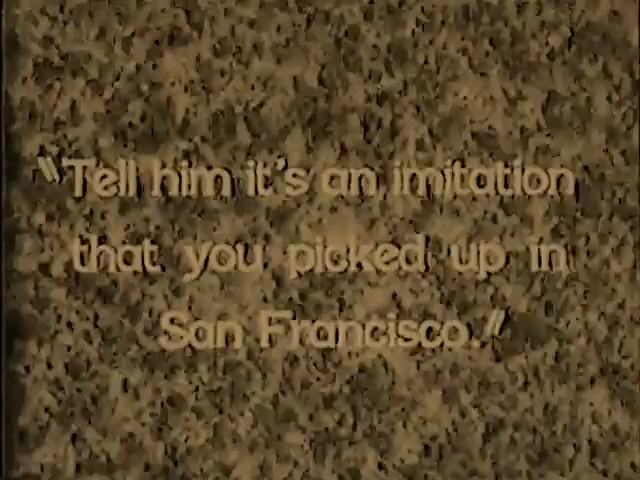 "Tell him it's an imitation
that you picked up in
San Francisco."